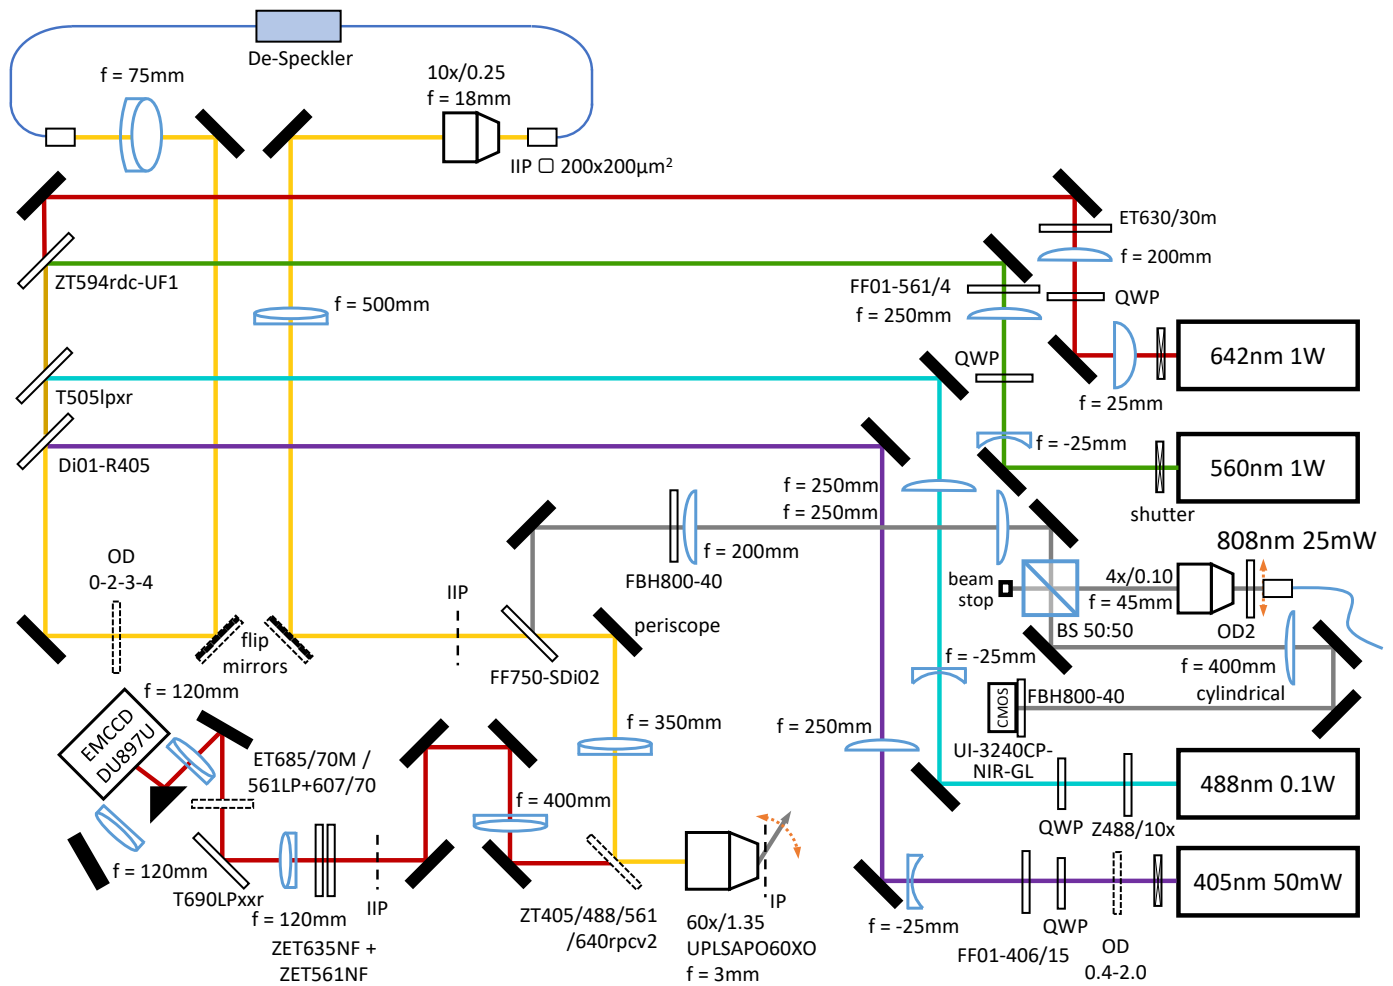 De-Speckler
f = 75mm
10x/0.25
f = 18mm
IIP ▢ 200x200µm²
ET630/30m
f = 200mm
ZT594rdc-UF1
FF01-561/4
f = 250mm
QWP
f = 500mm
642nm 1W
QWP
T505lpxr
f = 25mm
f = -25mm
Di01-R405
560nm 1W
f = 250mm
f = 250mm
shutter
f = 200mm
808nm 25mW
OD
0-2-3-4
FBH800-40
beam
stop
4x/0.10
f = 45mm
IIP
periscope
BS 50:50
OD2
flip
mirrors
FF750-SDi02
f = -25mm
f = 400mm
cylindrical
f = 120mm
CMOS
FBH800-40
EMCCD
DU897U
f = 350mm
f = 250mm
UI-3240CP-
NIR-GL
ET685/70M /
561LP+607/70
488nm 0.1W
f = 400mm
QWP
Z488/10x
f = 120mm
T690LPxxr
405nm 50mW
IIP
IP
f = 120mm
ZT405/488/561
/640rpcv2
60x/1.35
UPLSAPO60XO
f = 3mm
f = -25mm
QWP
ZET635NF +
ZET561NF
FF01-406/15
OD
0.4-2.0